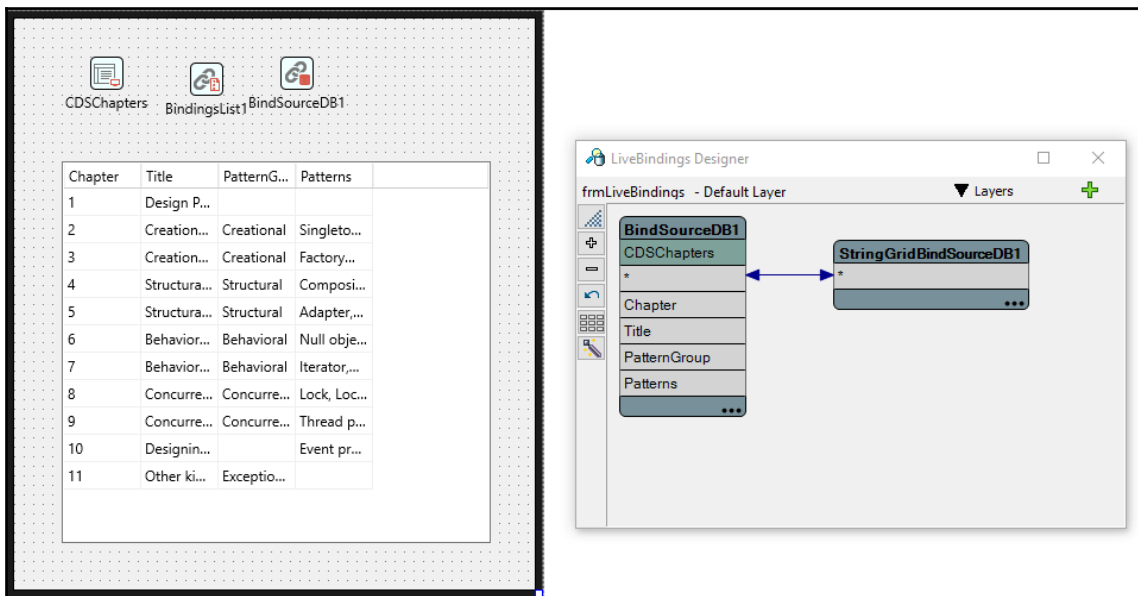 CDSChapters
BindingsList1
BindSourceDB1
Chapter Title PatternG... Patterns
1 Design P...
2 Creation... Creational Singleto...
3 Creation... Creational Factory...
4 Structura... Structural Composi...
5 Structura... Structural Adapter,...
6 Behavior... Behavioral Null obje...
7 Behavior... Behavioral Iterator,...
8 Concurre... Concurre... Lock, Loc...
9 Concurre... Concurre... Thread p...
10 Designin... Event pr...
11 Other ki... Exceptio...
LiveBindings Designer
frmLiveBindings - Default Layer Layers
BindSourceDB1
CDSChapters
*
Chapter
Title
PatternGroup
Patterns
StringGridBindSourceDB1
*